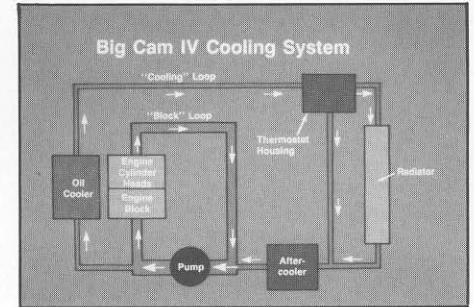 Big Cam IV Cooling System
"Cooling" Loop
"Block" Loop
Thermostat
Housing
Engine
Cylinder
Heads
Radiator
Oil
Cooler
Engine
Block
Pump
After-
cooler